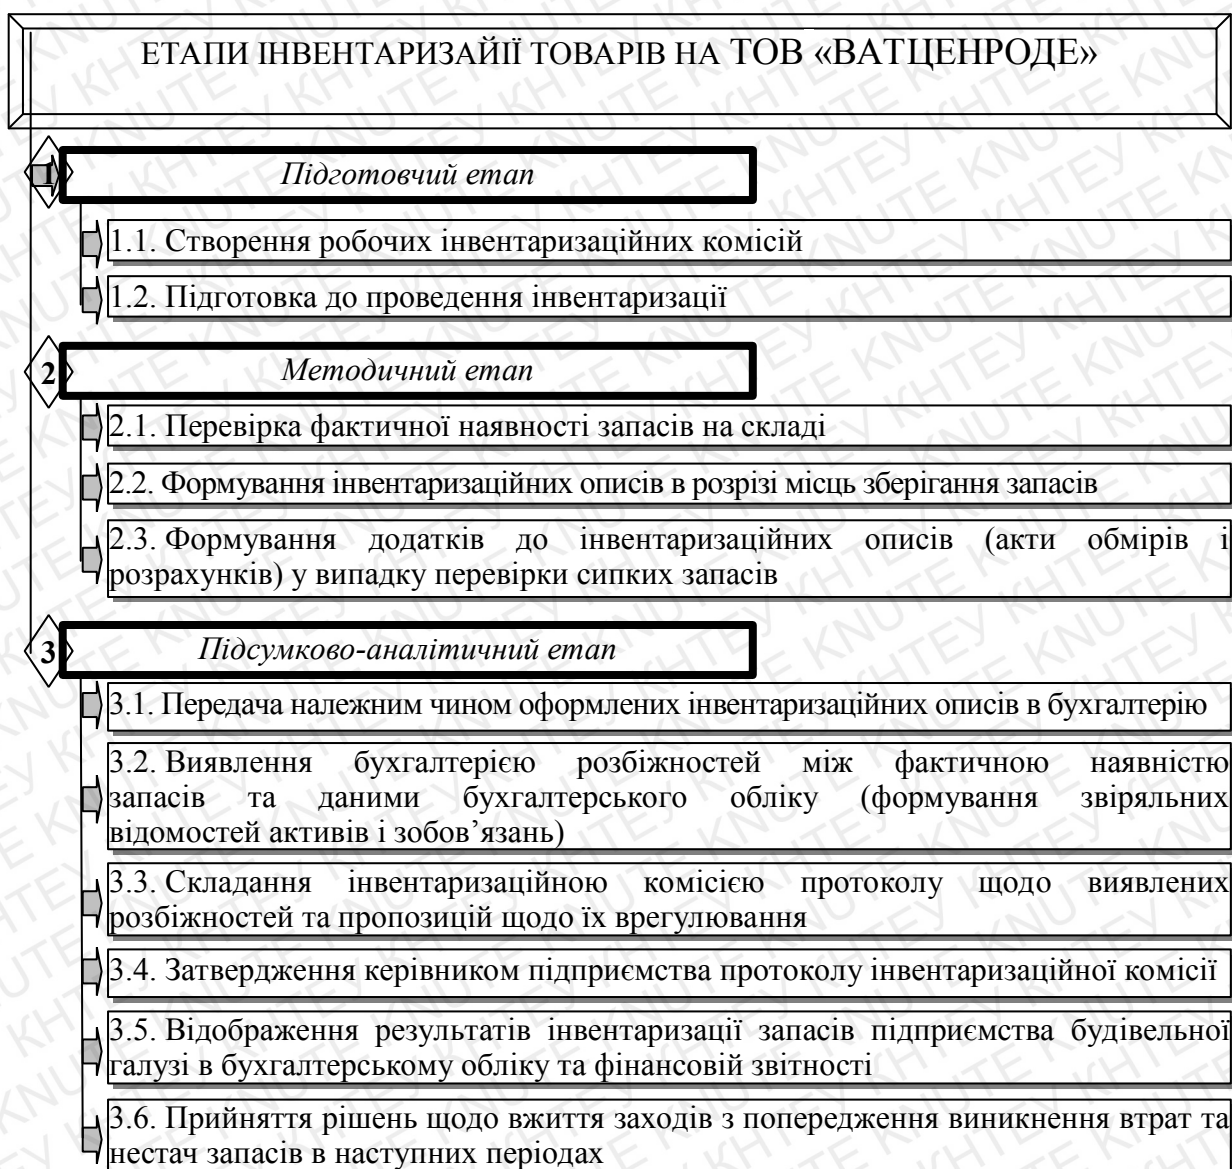 ЕТАПИ ІНВЕНТАРИЗАЙІЇ ТОВАРІВ НА ТОВ «ВАТЦЕНРОДЕ»
1
Підготовчий етап
1.1. Створення робочих інвентаризаційних комісій
1.2. Підготовка до проведення інвентаризації
2
Методичний етап
2.1. Перевірка фактичної наявності запасів на складі
2.2. Формування інвентаризаційних описів в розрізі місць зберігання запасів
2.3. Формування додатків до інвентаризаційних описів (акти обмірів і
розрахунків) у випадку перевірки сипких запасів
3
Підсумково-аналітичний етап
3.1. Передача належним чином оформлених інвентаризаційних описів в бухгалтерію
3.2. Виявлення бухгалтерією розбіжностей між фактичною наявністю
запасів та даними бухгалтерського обліку (формування звіряльних
відомостей активів і зобов’язань)
3.3. Складання інвентаризаційною комісією протоколу щодо виявлених
розбіжностей та пропозицій щодо їх врегулювання
3.4. Затвердження керівником підприємства протоколу інвентаризаційної комісії
3.5. Відображення результатів інвентаризації запасів підприємства будівельної
галузі в бухгалтерському обліку та фінансовій звітності
3.6. Прийняття рішень щодо вжиття заходів з попередження виникнення втрат та
нестач запасів в наступних періодах